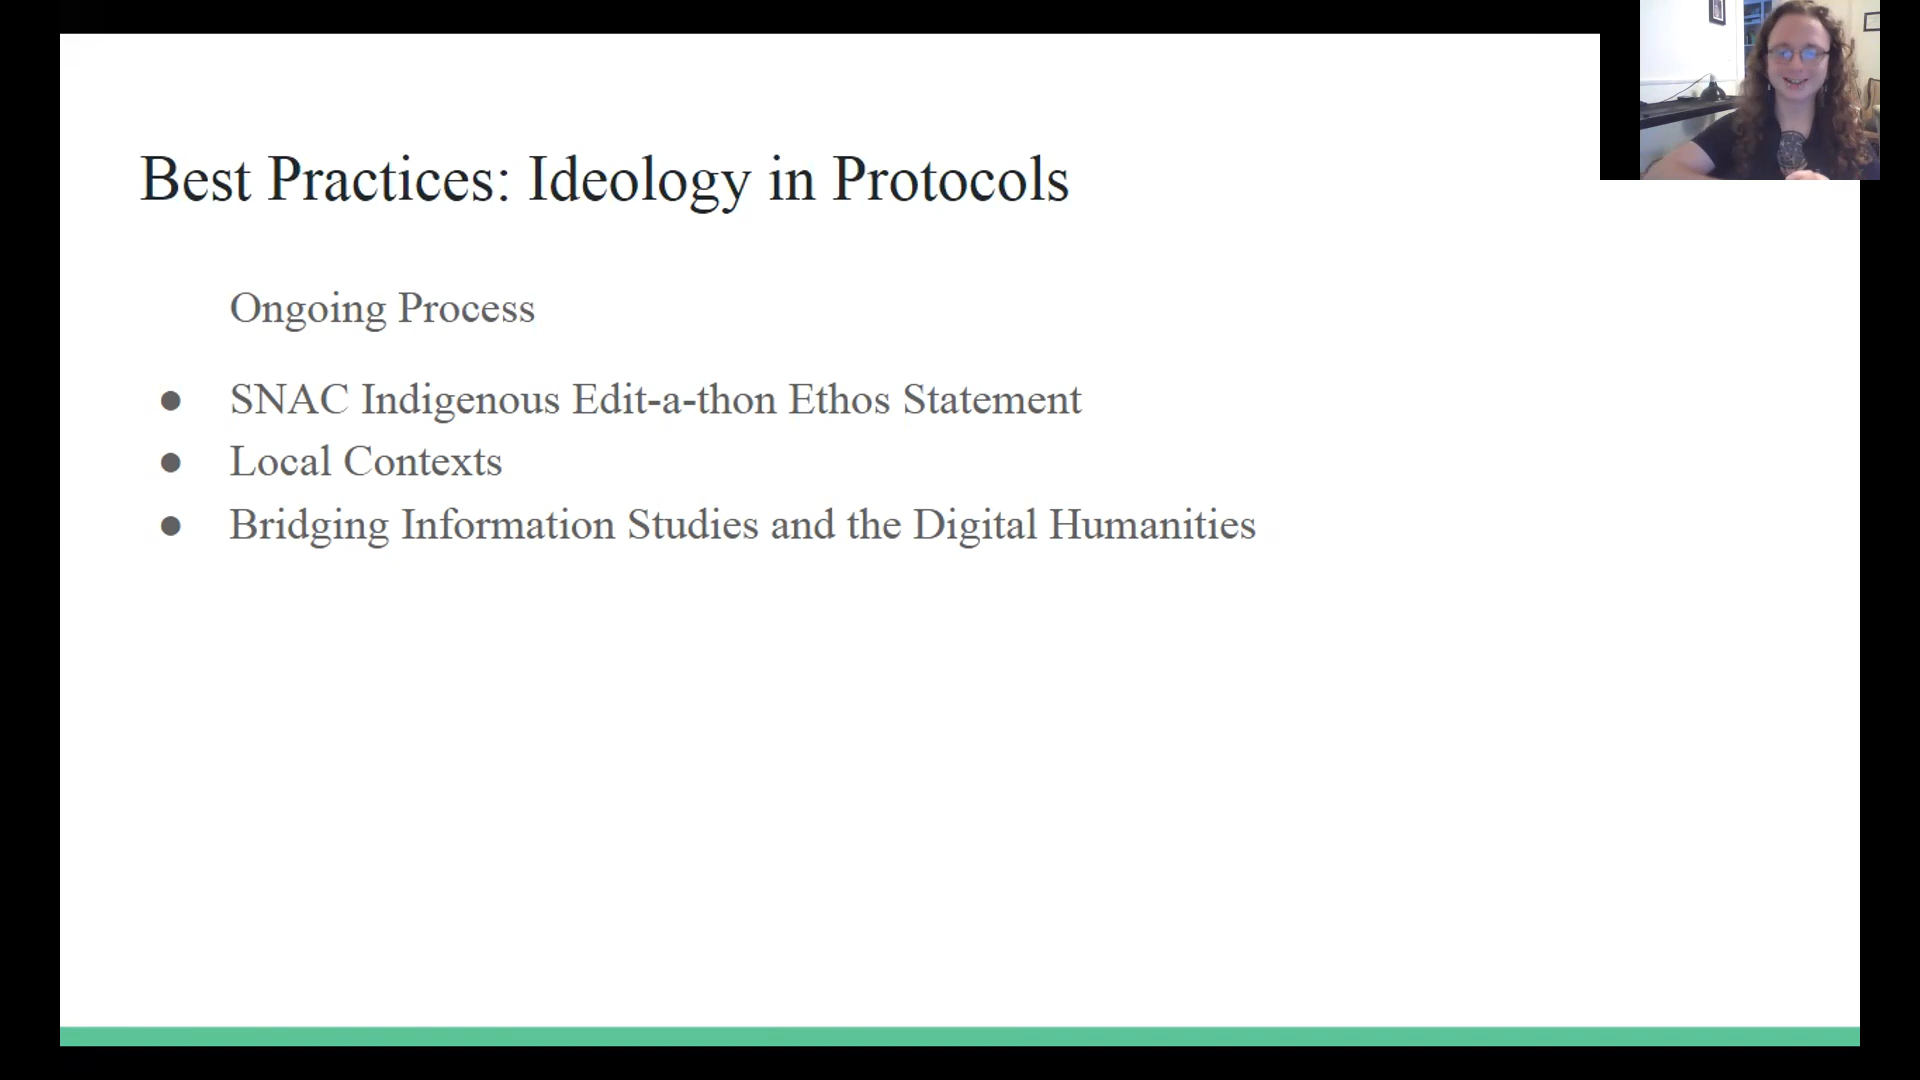 Best Practices: Ideology in Protocols
Ongoing Process
● SNAC Indigenous Edit-a-thon Ethos Statement
● Local Contexts
● Bridging Information Studies and the Digital Humanities